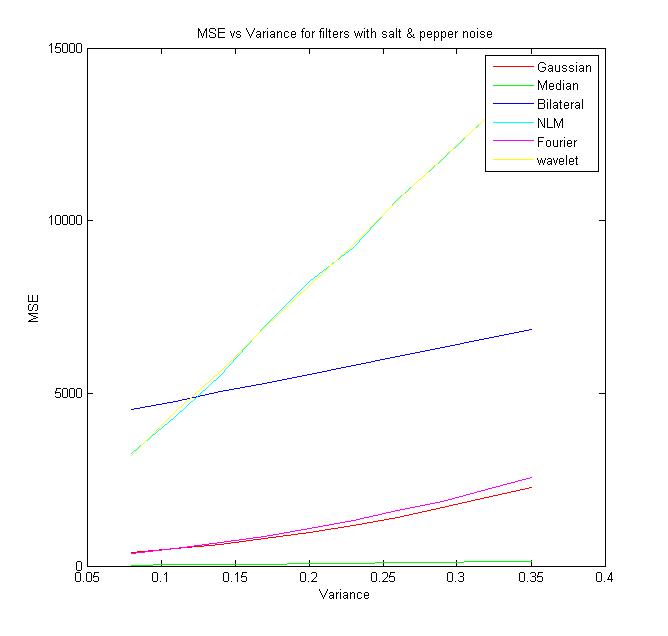 MSE vs Variance for filters with salt & pepper noise
15000
Gaussian
Median
Bilateral
NLM
Fourier
wavelet
10000
MSE
5000
0
0.05
0.1
0.15
0.2
0.25
0.3
0.35
0.4
Variance